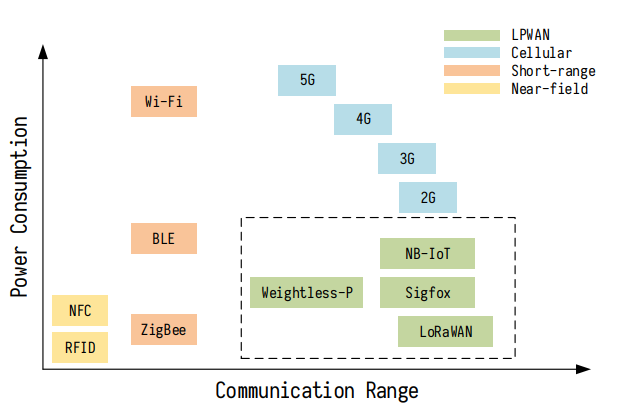 LPWAN
Cellular
Short-range
Near-field
5G
Wi-Fi
4G
3G
2G
BLE
NB-IoT
Weightless-P
Sigfox
NFC
ZigBee
LoRaWAN
RFID
Power Consumption
Communication Range